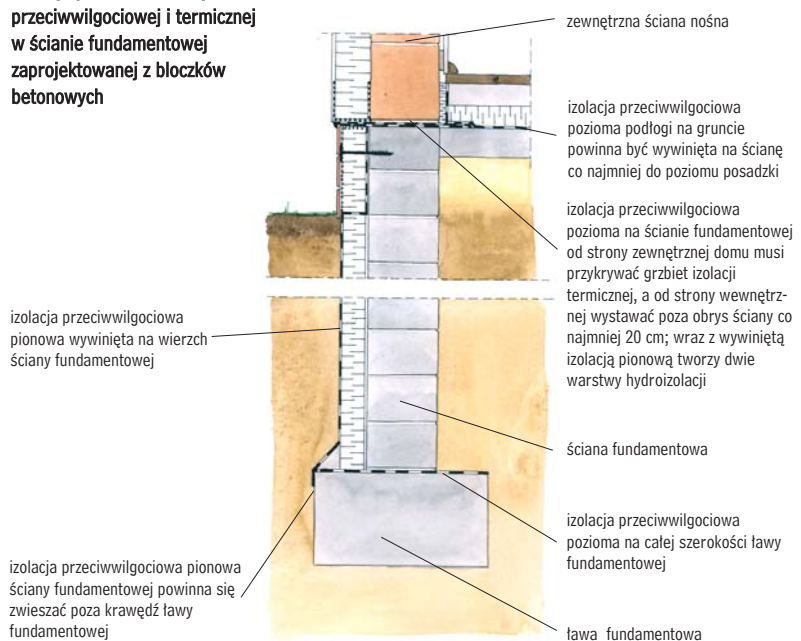 przeciwwilgociowej i termicznej
w ścianie fundamentowej
zaprojektowanej z bloczków
betonowych
zewnętrzna ściana nośna
izolacja przeciwwilgociowa
pozioma podłogi na gruncie
powinna być wywinięta na ścianę
co najmniej do poziomu posadzki
izolacja przeciwwilgociowa
pozioma na ścianie fundamentowej
od strony zewnętrznej domu musi
przykrywać grzbiet izolacji
termicznej, a od strony wewnętrz-
nej wystawać poza obrys ściany co
najmniej 20 cm; wraz z wywiniętą
izolacją pionową tworzy dwie
warstwy hydroizolacji
izolacja przeciwwilgociowa
pionowa wywinięta na wierzch
ściany fundamentowej
ściana fundamentowa
izolacja przeciwwilgociowa
pozioma na całej szerokości ławy
fundamentowej
izolacja przeciwwilgociowa pionowa
ściany fundamentowej powinna się
zwieszać poza krawędź ławy
fundamentowej
ława fundamentowa